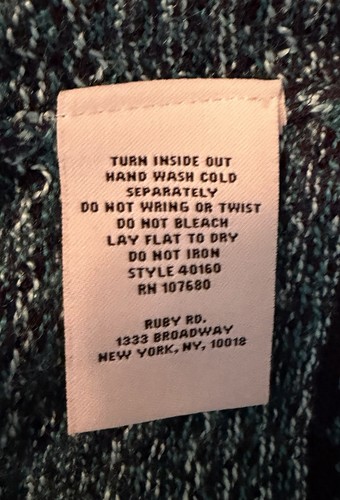 TURN INSIDE OUT
HAND WASH COLD
SEPARATELY
DO NOT WRING OR TWIST
DO NOT BLEACH
LAY FLAT TO DRY
DO NOT IRON
STYLE 40160
RN 107680
RUBY RD.
1333 BROADWAY
NEW YORK, NY, 10018